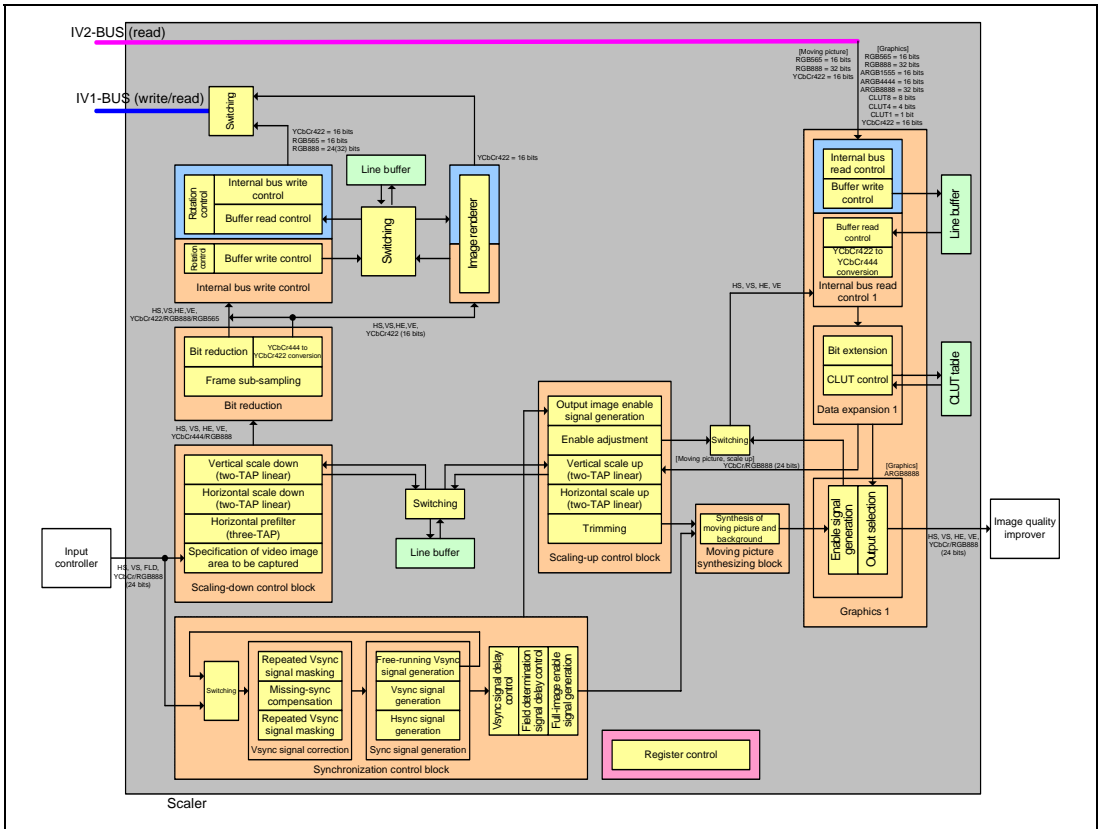 IV2-BUS (read)
[Moving picture]
RGB565 = 16 bits
RGB888 = 32 bits
YCbCr422 = 16 bits
[Graphics]
RGB565 = 16 bits
RGB888 = 32 bits
ARGB1555 = 16 bits
ARGB4444 = 16 bits
ARGB8888 = 32 bits
CLUT8 = 8 bits
CLUT4 = 4 bits
CLUT1 = 1 bit
YCbCr422 = 16 bits
IV1-BUS (write/read)
Switching
YCbCr422 = 16 bits
RGB565 = 16 bits
RGB888 = 24(32) bits
YCbCr422 = 16 bits
Line buffer
Rotation
control
Internal bus write
control
Buffer read control
Switching
Image renderer
Rotation
control
Buffer write control
Internal bus write control
Internal bus
read control
Buffer write
control
Line buffer
Buffer read
control
YCbCr422 to
YCbCr444
conversion
Internal bus read
control 1
HS, VS, HE, VE
HS,VS,HE,VE,
YCbCr422/RGB888/RGB565
HS,VS,HE,VE,
YCbCr422 (16 bits)
Bit reduction
YCbCr444 to
YCbCr422 conversion
Frame sub-sampling
Bit reduction
Bit extension
CLUT control
Data expansion 1
CLUT table
HS, VS, HE, VE,
YCbCr444/RGB888
Output image enable
signal generation
Enable adjustment
Vertical scale up
(two-TAP linear)
Horizontal scale up
(two-TAP linear)
Trimming
Scaling-up control block
Switching
[Moving picture, scale up]
YCbCr/RGB888 (24 bits)
[Graphics]
ARGB8888
Vertical scale down
(two-TAP linear)
Horizontal scale down
(two-TAP linear)
Horizontal prefilter
(three-TAP)
Specification of video image
area to be captured
Scaling-down control block
Switching
Line buffer
Synthesis of
moving picture and
background
Moving picture
synthesizing block
Enable signal
generation
Output selection
Graphics 1
Input
controller
HS, VS, FLD,
YCbCr/RGB888
(24 bits)
HS, VS, HE, VE,
YCbCr/RGB888
(24 bits)
Image quality
improver
Switching
Repeated Vsync
signal masking
Missing-sync
compensation
Repeated Vsync
signal masking
Vsync signal correction
Free-running Vsync
signal generation
Vsync signal
generation
Hsync signal
generation
Sync signal generation
Vsync signal delay
control
Field determination
signal delay control
Full-image enable
signal generation
Synchronization control block
Register control
Scaler